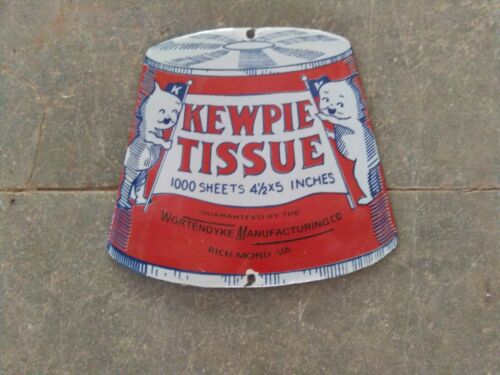 K
KEWPIE
TISSUE
1000 SHEETS 4½x5 INCHES
GUARANTEED BY THE
WORTENDYKE MANUFACTURING CO
RICHMOND VA